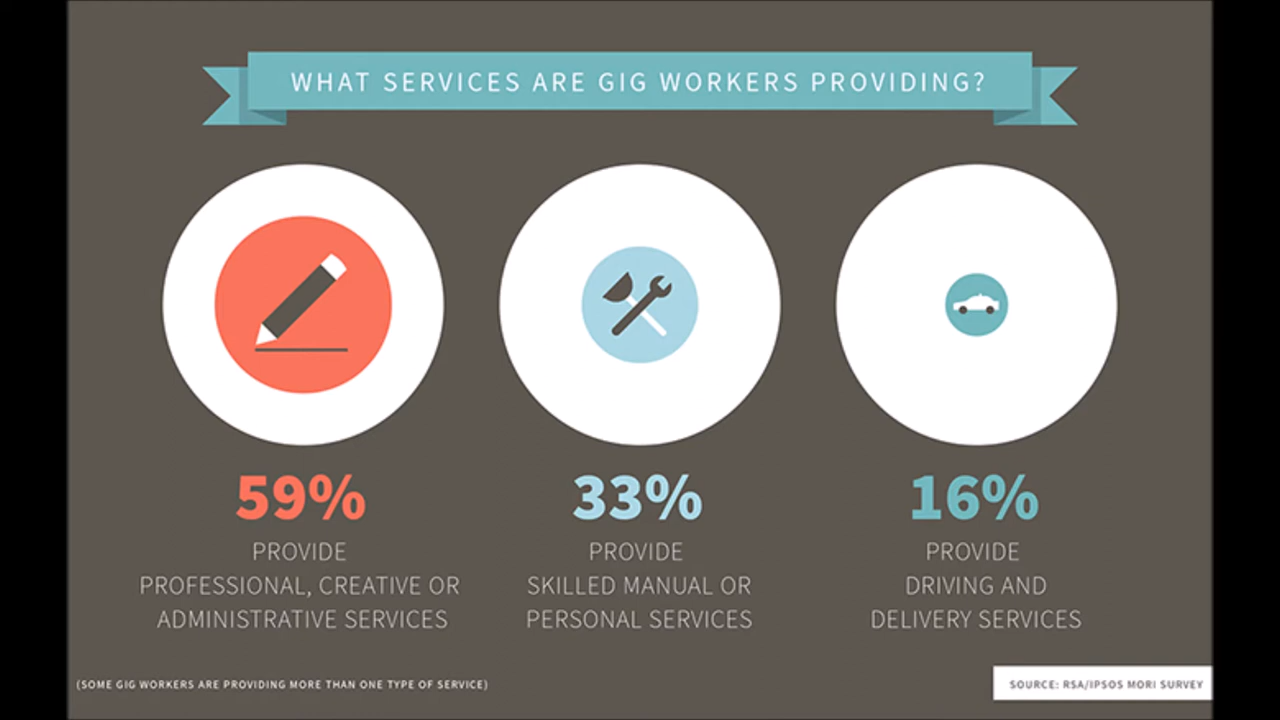 WHAT SERVICES ARE GIG WORKERS PROVIDING?
59%
PROVIDE
PROFESSIONAL, CREATIVE OR
ADMINISTRATIVE SERVICES
33%
PROVIDE
SKILLED MANUAL OR
PERSONAL SERVICES
16%
PROVIDE
DRIVING AND
DELIVERY SERVICES
(SOME GIG WORKERS ARE PROVIDING MORE THAN ONE TYPE OF SERVICE)
SOURCE: RSA/IPSOS MORI SURVEY